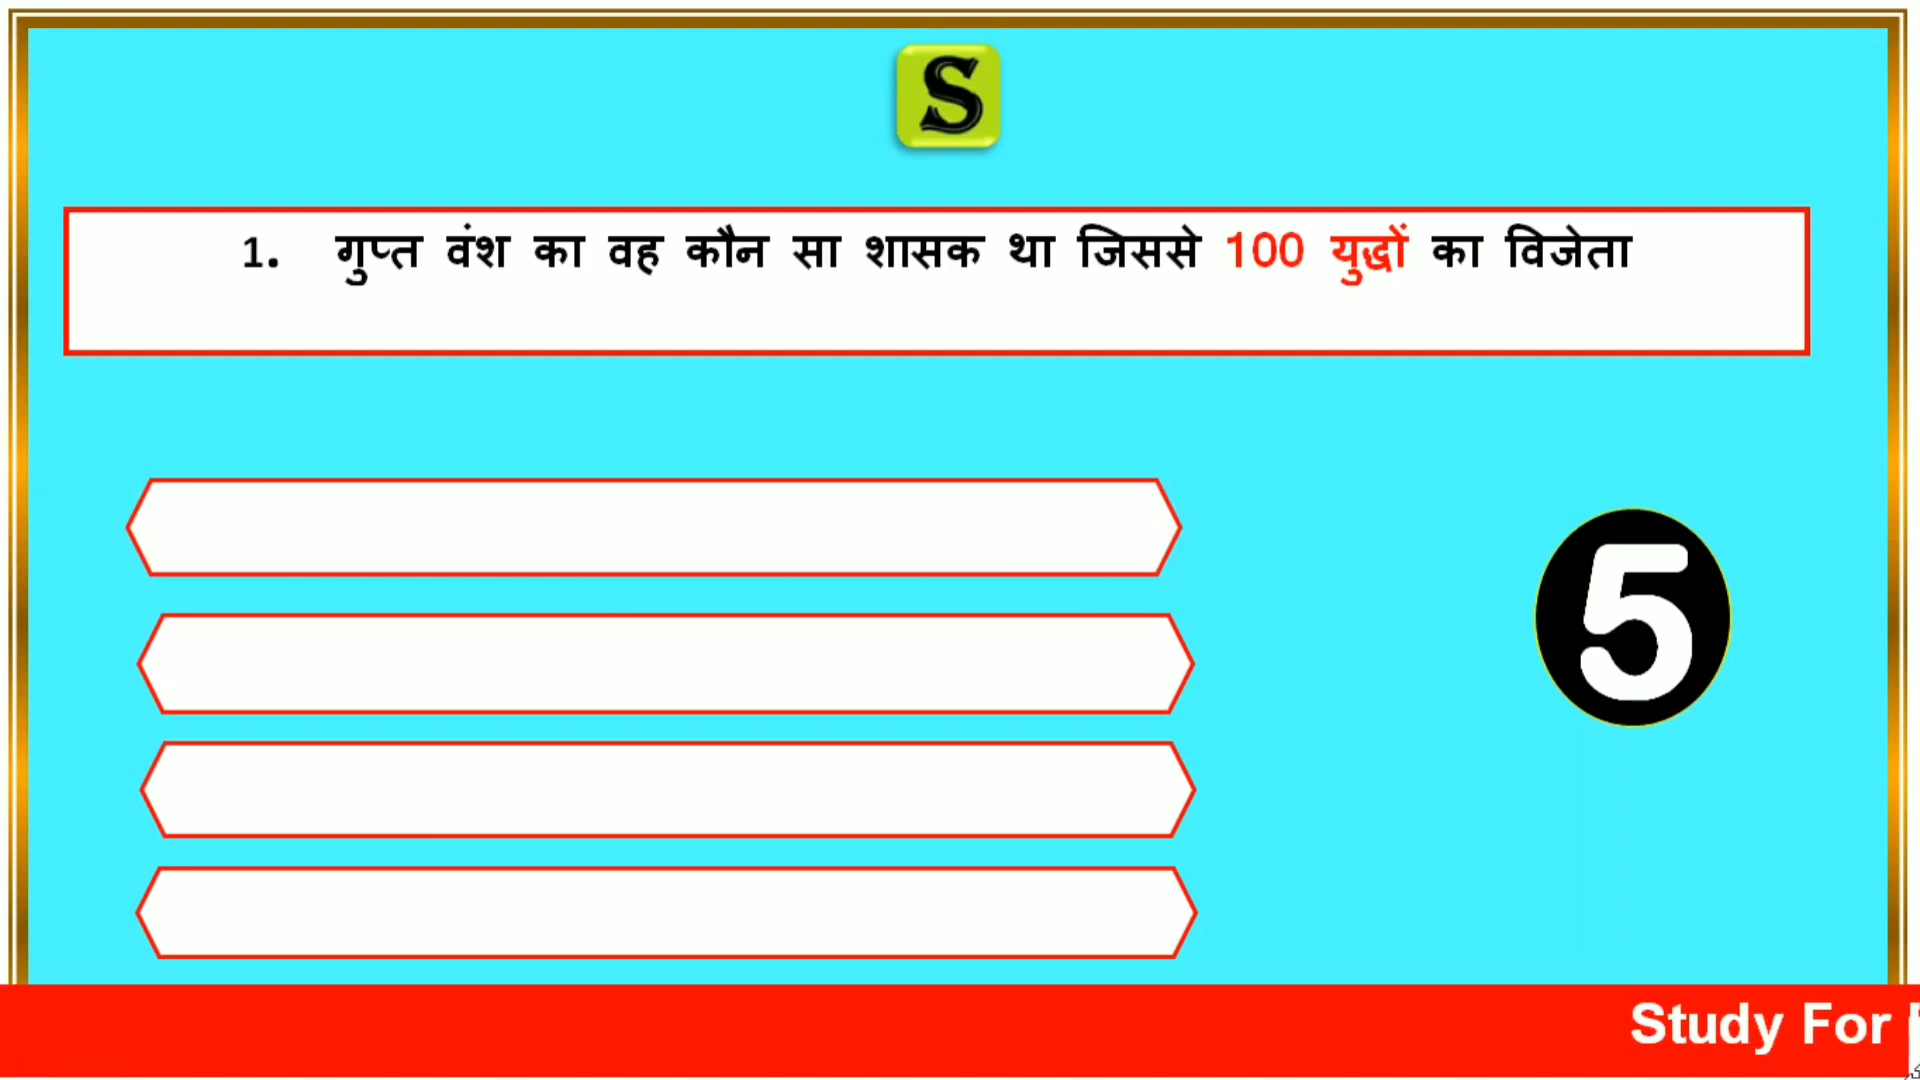 S
1. गुप्त वंश का वह कौन सा शासक था जिससे 100 युद्धों का विजेता
5
Study For